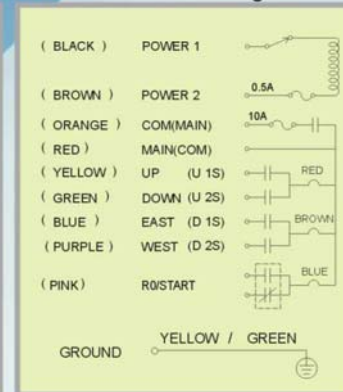 ( BLACK ) POWER 1
( BROWN ) POWER 2 0.5A
( ORANGE ) COM(MAIN) 10A
( RED ) MAIN(COM)
( YELLOW ) UP (U 1S) RED
( GREEN ) DOWN (U 2S)
( BLUE ) EAST (D 1S) BROWN
( PURPLE ) WEST (D 2S)
( PINK ) R0/START BLUE
GROUND YELLOW / GREEN